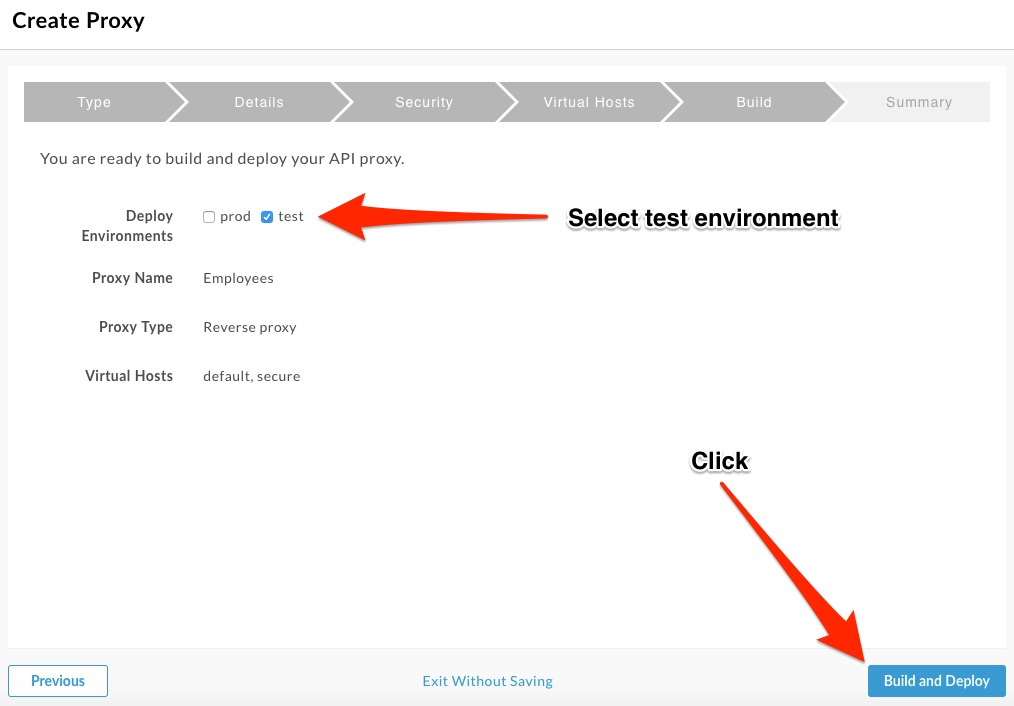 Create Proxy
Type Details Security Virtual Hosts Build Summary
You are ready to build and deploy your API proxy.
Deploy Environments prod test
Select test environment
Proxy Name Employees
Proxy Type Reverse proxy
Virtual Hosts default, secure
Click
Previous Exit Without Saving Build and Deploy